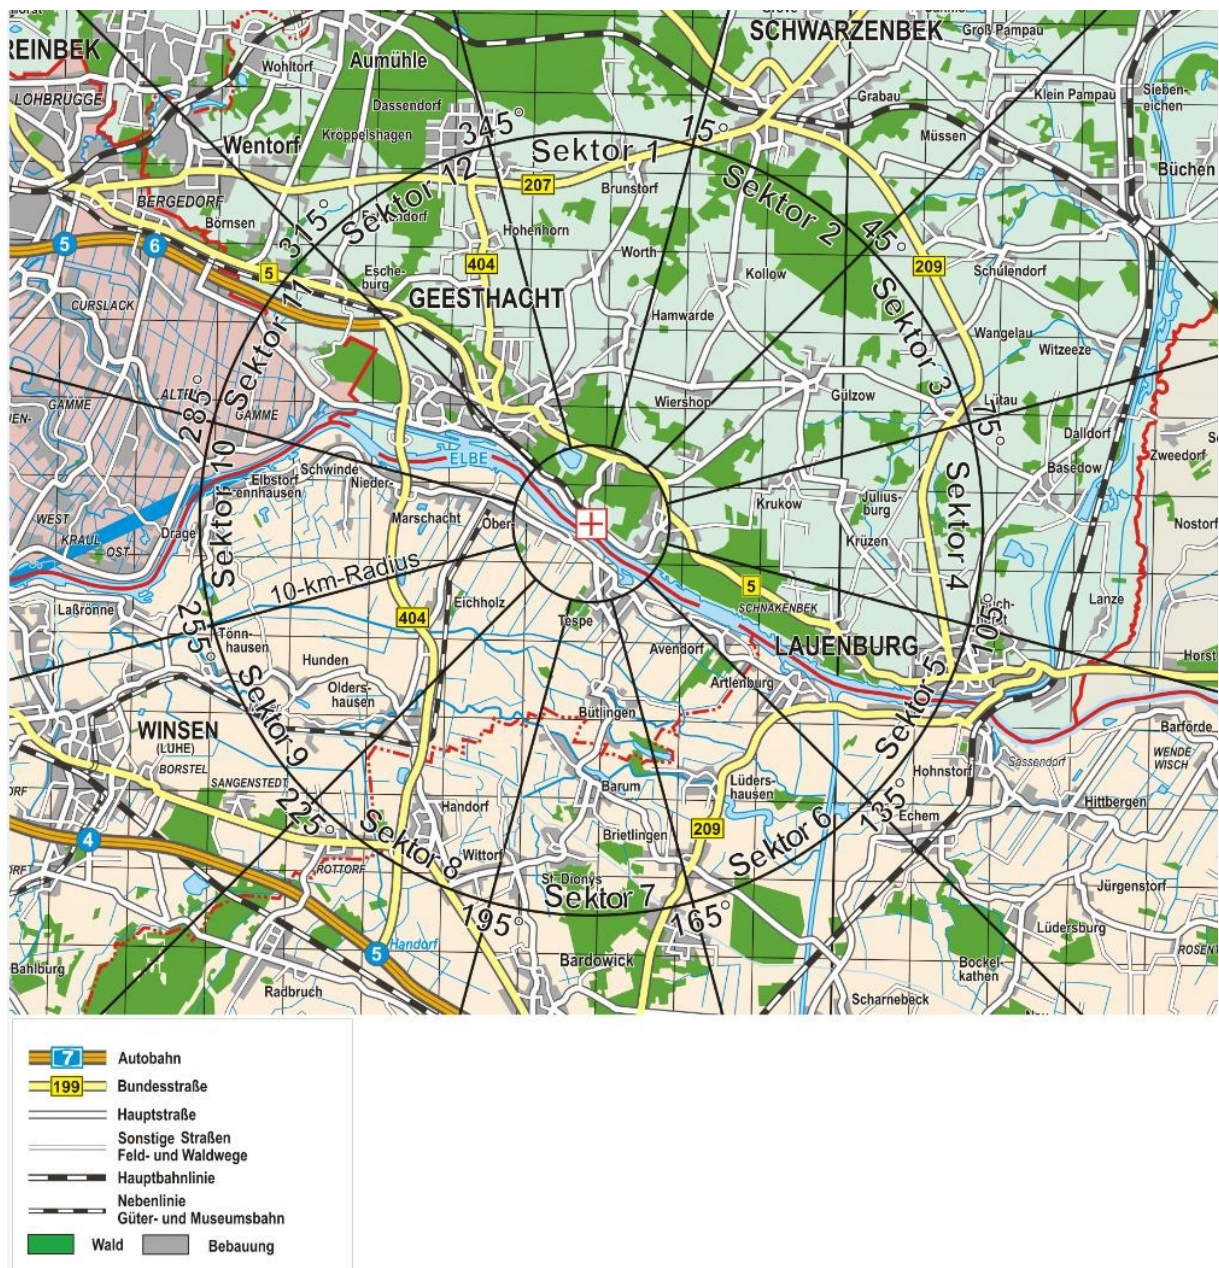 SCHWARZENBEK
Groß Pampau
REINBEK
Wohltorf
Aumühle
LOHBRÜGGE
Dassendorf
Grabau
Klein Pampau
Sieben-
eichen
Kröppelshagen
345°
15°
Müssen
Wentorf
Sektor 1
Büchen
Sektor 12
207
Brunstorf
Sektor 2
BERGEDORF
Börnsen
315°
Hohenhorn
45°
5
6
Worth
404
209
Schulendorf
5
Esche-
burg
Kollow
CURSLACK
GEESTHACHT
Hamwarde
Sektor 3
Wangelau
Witzeeze
Sektor 11
GAMME
ALTEN-
GAMME
285°
Wiershop
Gülzow
Lütau
75°
Dalldorf
ELBE
Schwinde
Elbstorf
Nieder-
Basedow
Zweedorf
Sektor 10
Sektor 4
Krukow
Julius-
burg
Nostorf
WEST
KRAUL
OST
Drage
Marschacht
Ober-
Krüzen
10-km-Radius
Laßrönne
Eichholz
5
SCHNAKENBEK
Lanze
255°
404
Tespe
105°
Tönn-
hausen
Avendorf
LAUENBURG
Horst
Hunden
Olders-
hausen
Artlenburg
Sektor 5
WINSEN
(LUHE)
Bütlingen
Barförde
Sektor 9
BORSTEL
Sassendorf
WENDE
WISCH
SANGENSTEDT
Hohnstorf
Lüders-
hausen
Barum
Hittbergen
135°
225°
Handorf
Echem
4
209
Brietlingen
Sektor 6
Sektor 8
Wittorf
ROTTORF
St. Dionys
Jürgenstorf
Sektor 7
195°
165°
Lüdersburg
5
Handorf
Bardowick
Bockel-
kathen
Bahlburg
Radbruch
Scharnebeck
7
Autobahn
199
Bundesstraße
Hauptstraße
Sonstige Straßen
Feld- und Waldwege
Hauptbahnlinie
Nebenlinie
Güter- und Museumsbahn
Wald
Bebauung